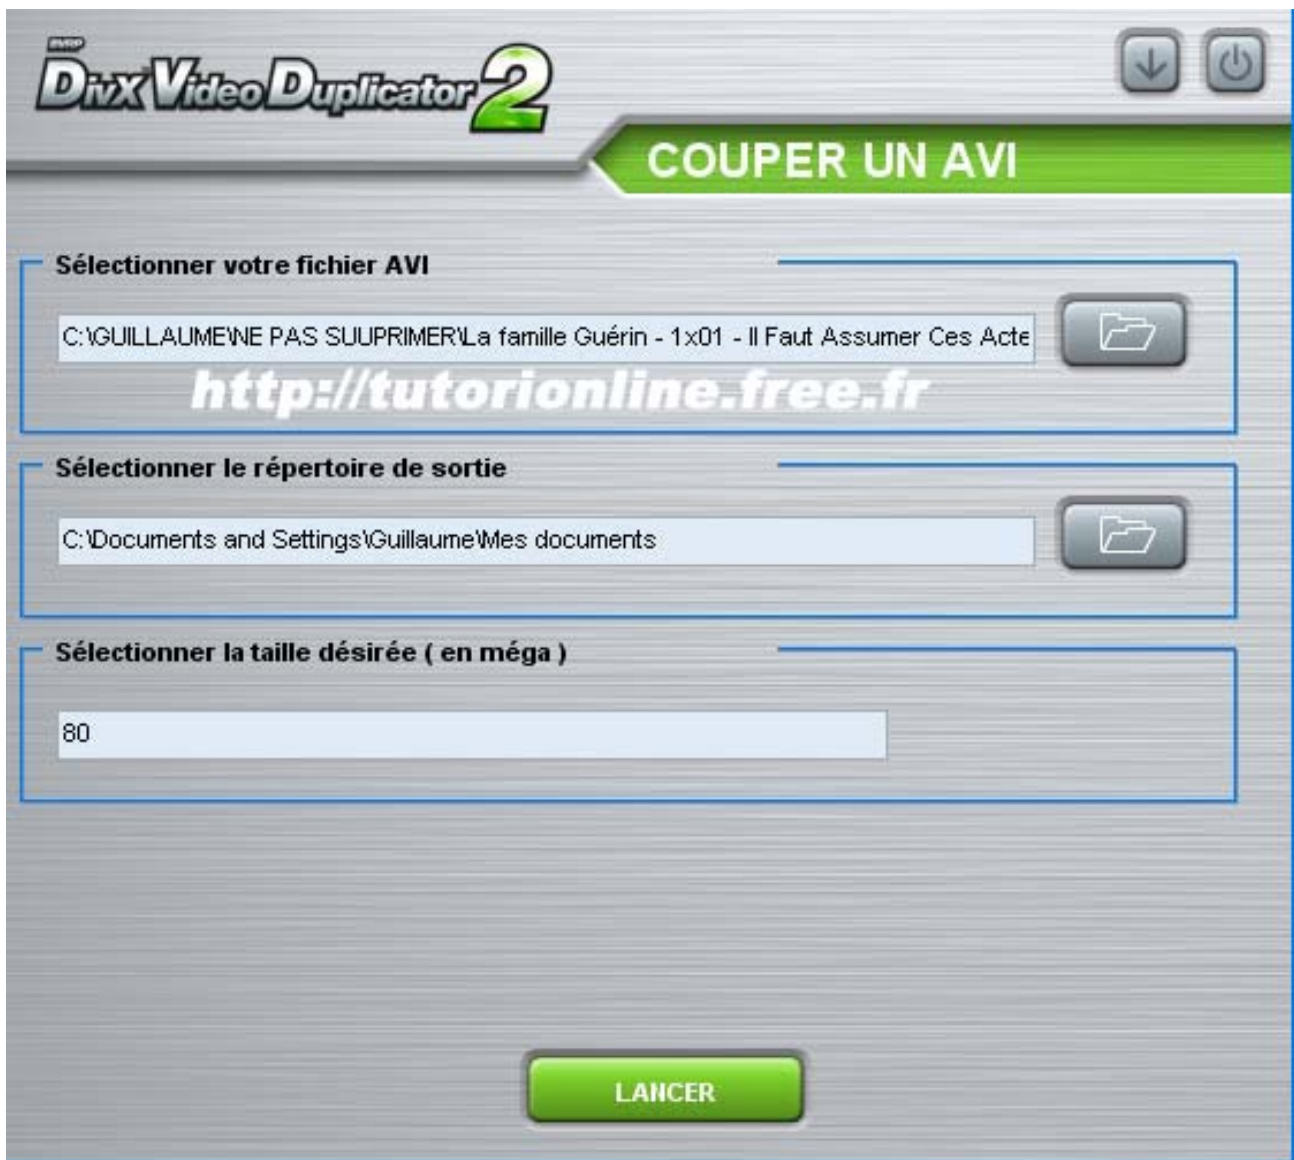 DivX Video Duplicator 2
COUPER UN AVI
Sélectionner votre fichier AVI
C:\GUILLAUME\NE PAS SUUPRIMER\La famille Guérin - 1x01 - Il Faut Assumer Ces Acte
http://tutorionline.free.fr
Sélectionner le répertoire de sortie
C:\Documents and Settings\Guillaume\Mes documents
Sélectionner la taille désirée ( en méga )
80
LANCER